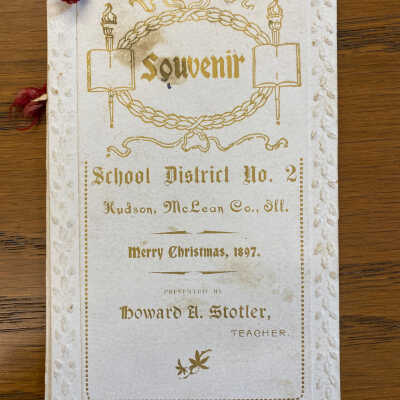 Souvenir
School District No. 2
Hudson, McLean Co., Ill.
Merry Christmas, 1897.
PRESENTED BY
Howard A. Stotler,
TEACHER.